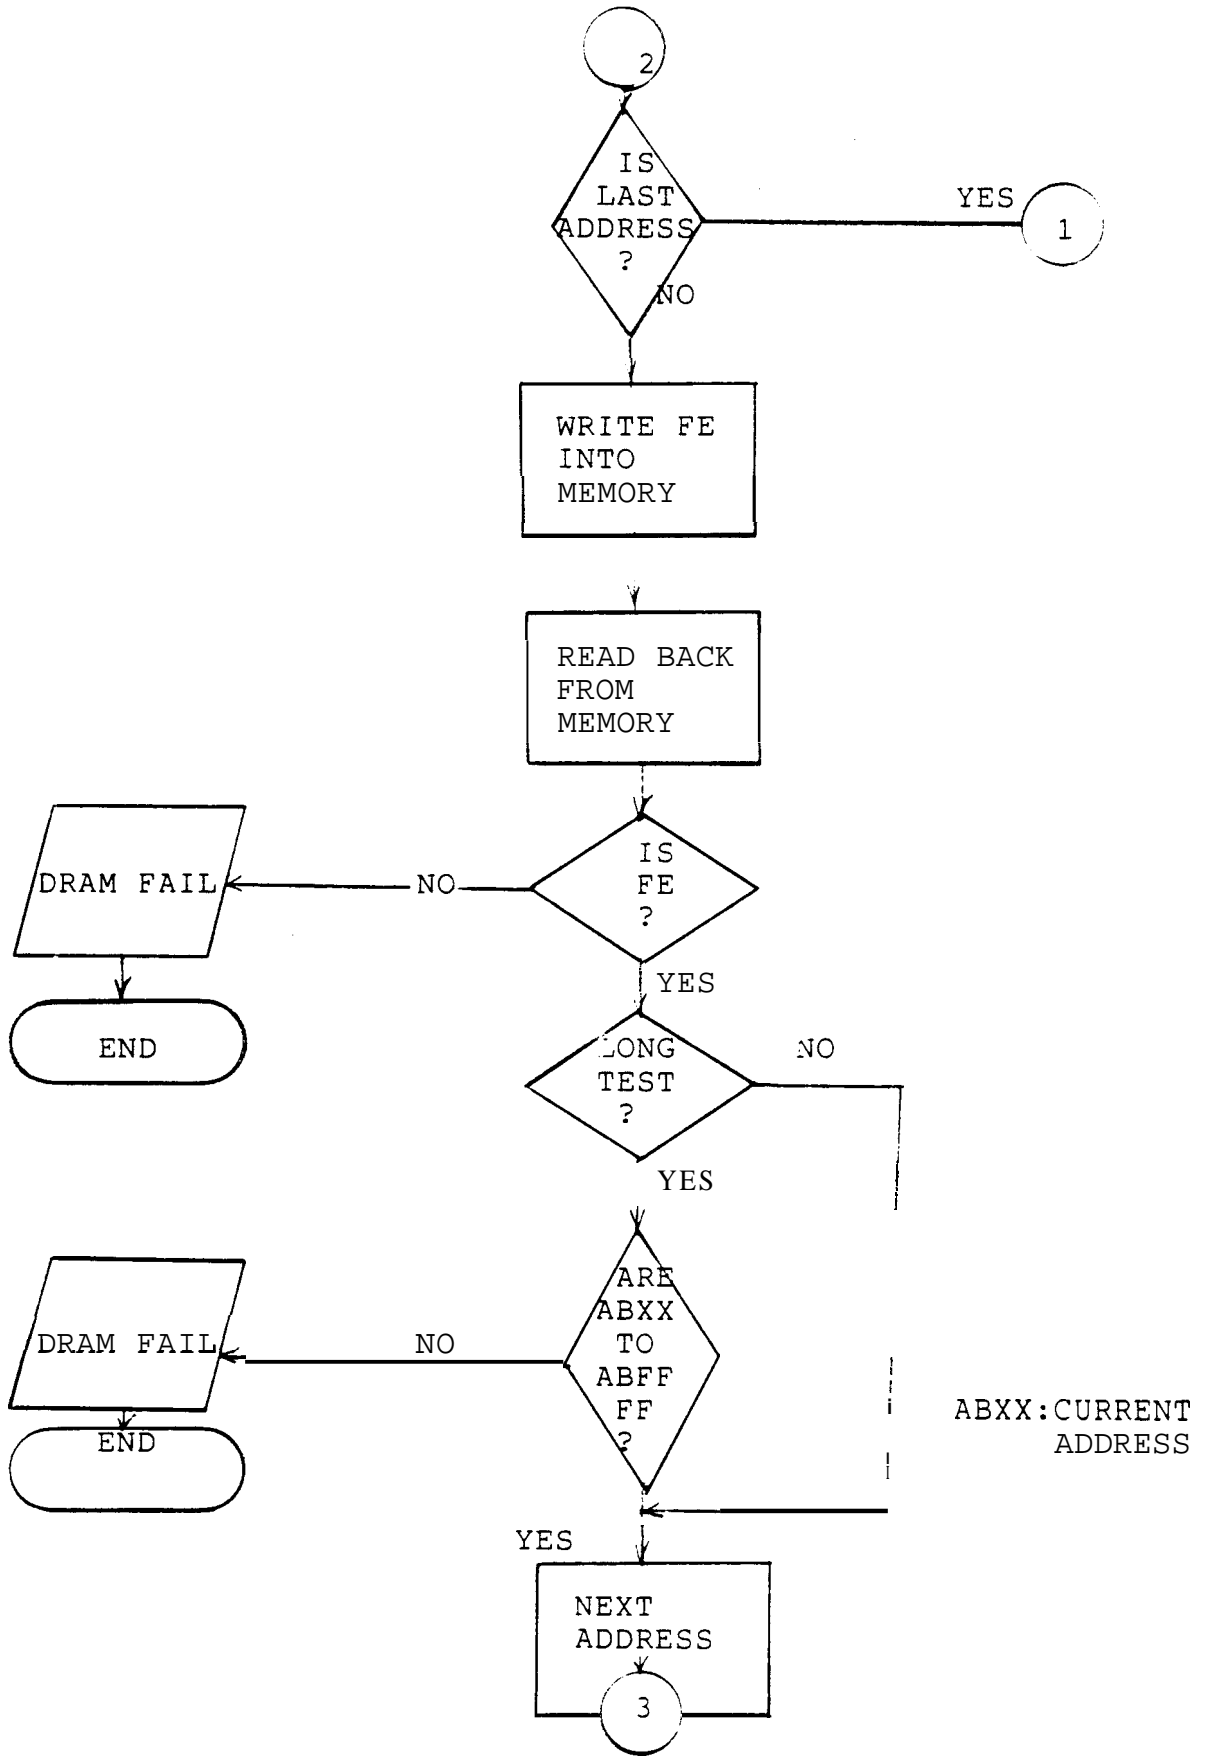 2
IS
LAST
ADDRESS
?
YES
1
NO
WRITE FE
INTO
MEMORY
READ BACK
FROM
MEMORY
IS
FE
?
NO
DRAM FAIL
END
YES
LONG
TEST
?
NO
YES
ARE
ABXX
TO
ABFF
FF
?
NO
DRAM FAIL
END
ABXX:CURRENT
ADDRESS
YES
NEXT
ADDRESS
3